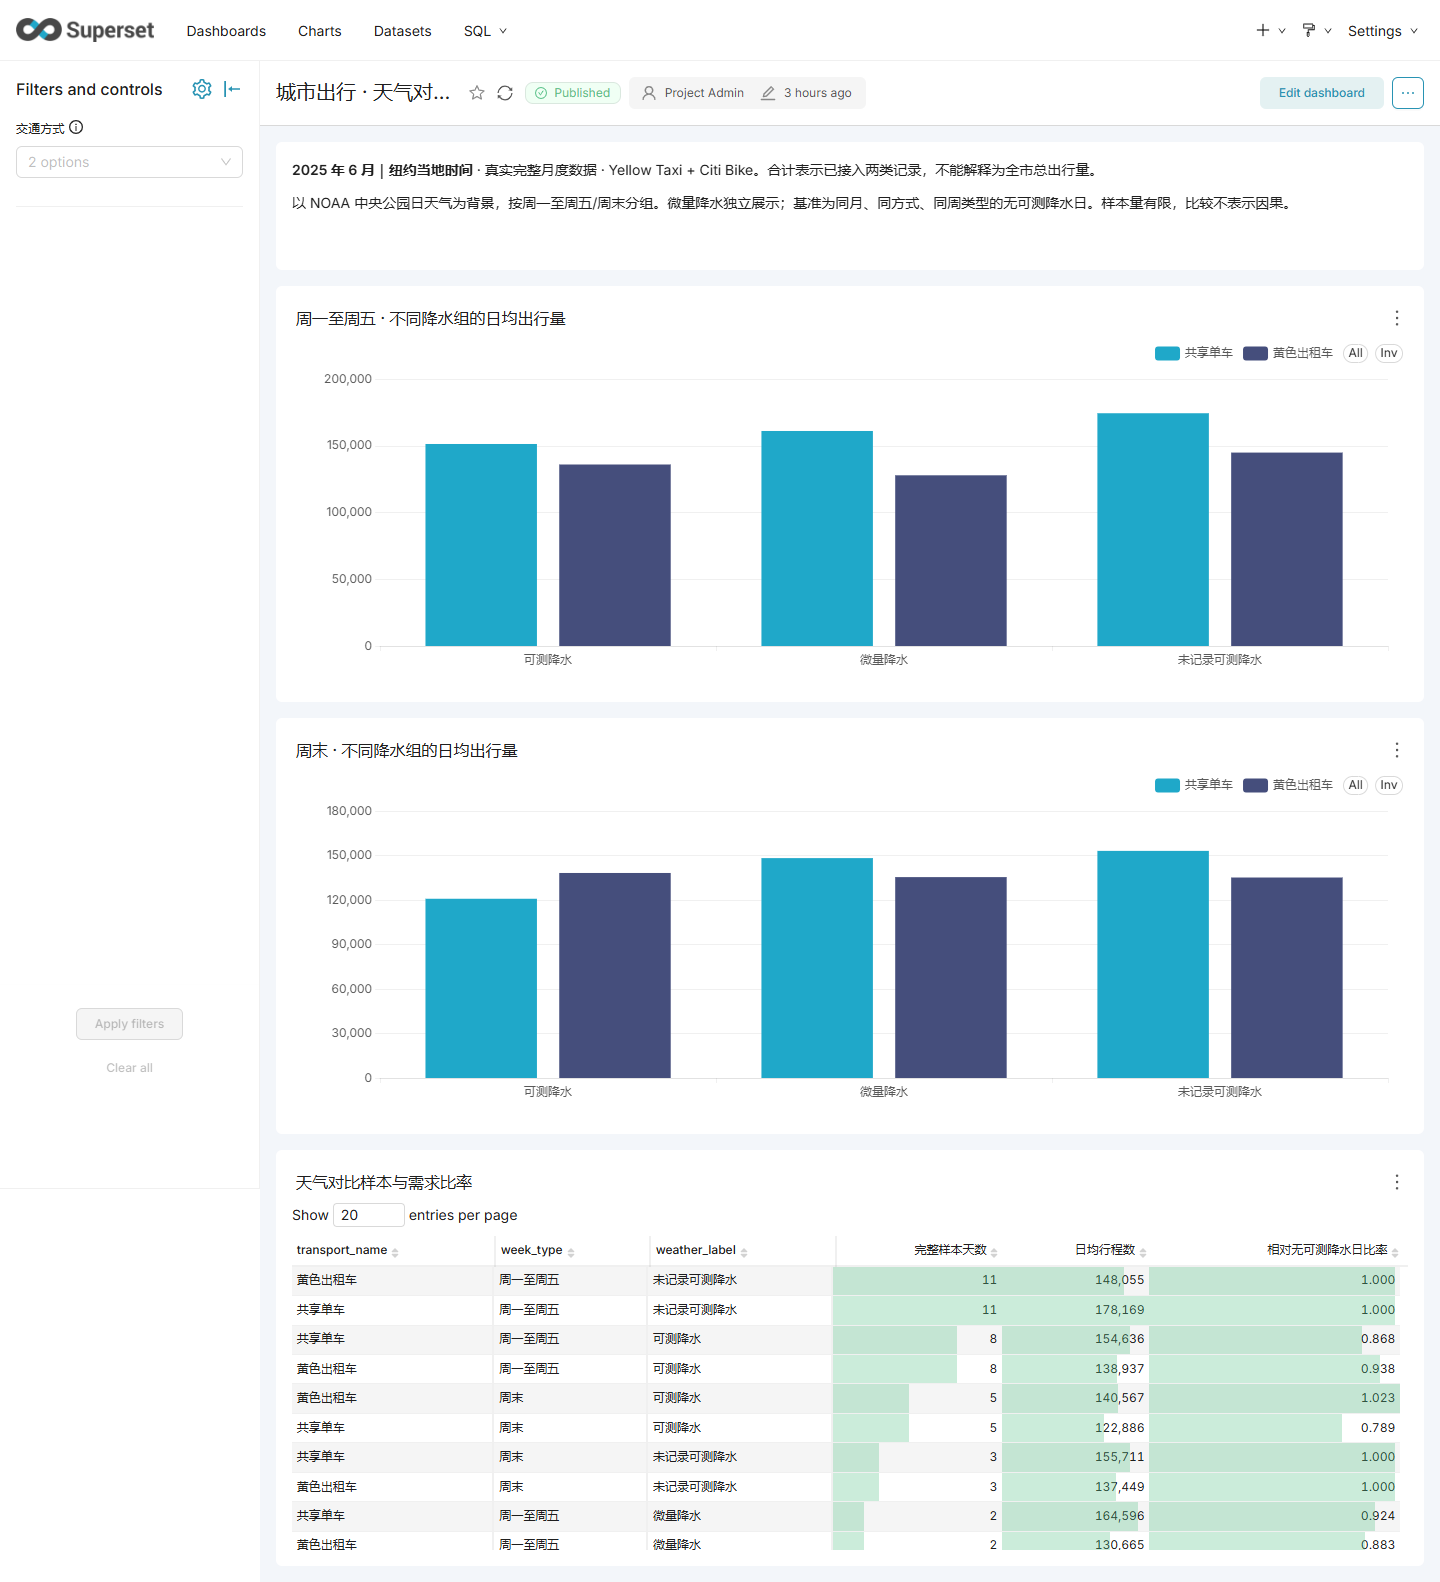 Superset
Dashboards
Charts
Datasets
SQL
Settings
Filters and controls
交通方式
2 options
Apply filters
Clear all
城市出行 · 天气对...
Published
Project Admin
3 hours ago
Edit dashboard
2025 年 6 月 | 纽约当地时间 · 真实完整月度数据 · Yellow Taxi + Citi Bike。合计表示已接入两类记录，不能解释为全市总出行量。
以 NOAA 中央公园日天气为背景，按周一至周五/周末分组。微量降水独立展示；基准为同月、同方式、同周类型的无可测降水日。样本量有限，比较不表示因果。
周一至周五 · 不同降水组的日均出行量
共享单车 黄色出租车 All Inv
200,000
150,000
100,000
50,000
0
可测降水 微量降水 未记录可测降水
周末 · 不同降水组的日均出行量
共享单车 黄色出租车 All Inv
180,000
150,000
120,000
90,000
60,000
30,000
0
可测降水 微量降水 未记录可测降水
天气对比样本与需求比率
Show 20 entries per page
transport_name week_type weather_label 完整样本天数 日均行程数 相对无可测降水日比率
黄色出租车 周一至周五 未记录可测降水 11 148,055 1.000
共享单车 周一至周五 未记录可测降水 11 178,169 1.000
共享单车 周一至周五 可测降水 8 154,636 0.868
黄色出租车 周一至周五 可测降水 8 138,937 0.938
黄色出租车 周末 可测降水 5 140,567 1.023
共享单车 周末 可测降水 5 122,886 0.789
共享单车 周末 未记录可测降水 3 155,711 1.000
黄色出租车 周末 未记录可测降水 3 137,449 1.000
共享单车 周一至周五 微量降水 2 164,596 0.924
黄色出租车 周一至周五 微量降水 2 130,665 0.883